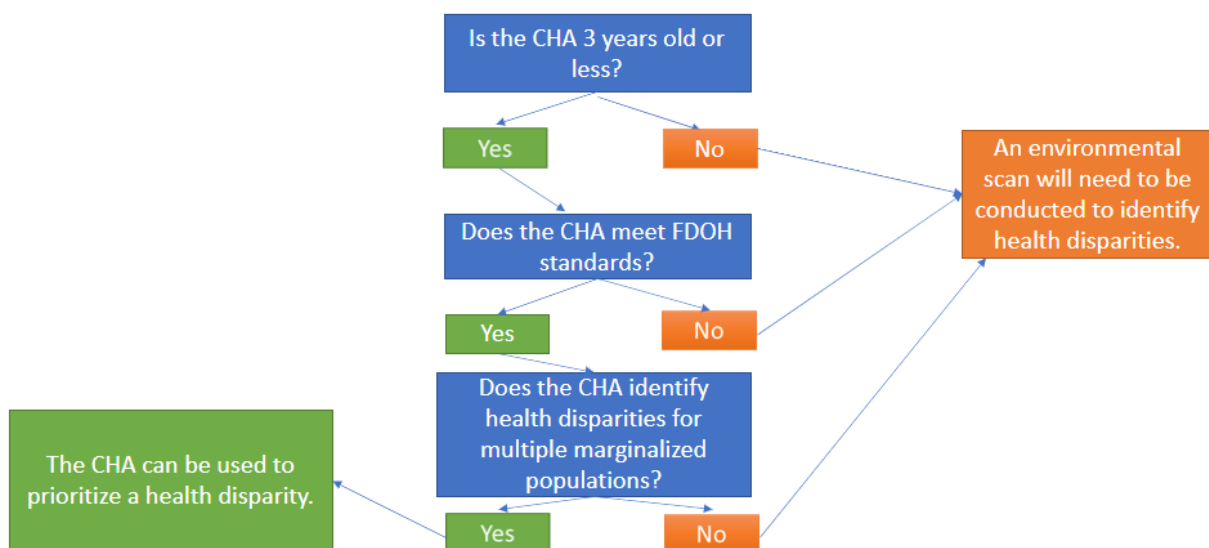 Is the CHA 3 years old or
less?
Yes
No
An environmental
scan will need to be
conducted to identify
health disparities.
Does the CHA meet FDOH
standards?
Yes
No
Does the CHA identify
health disparities for
multiple marginalized
populations?
The CHA can be used to
prioritize a health disparity.
Yes
No